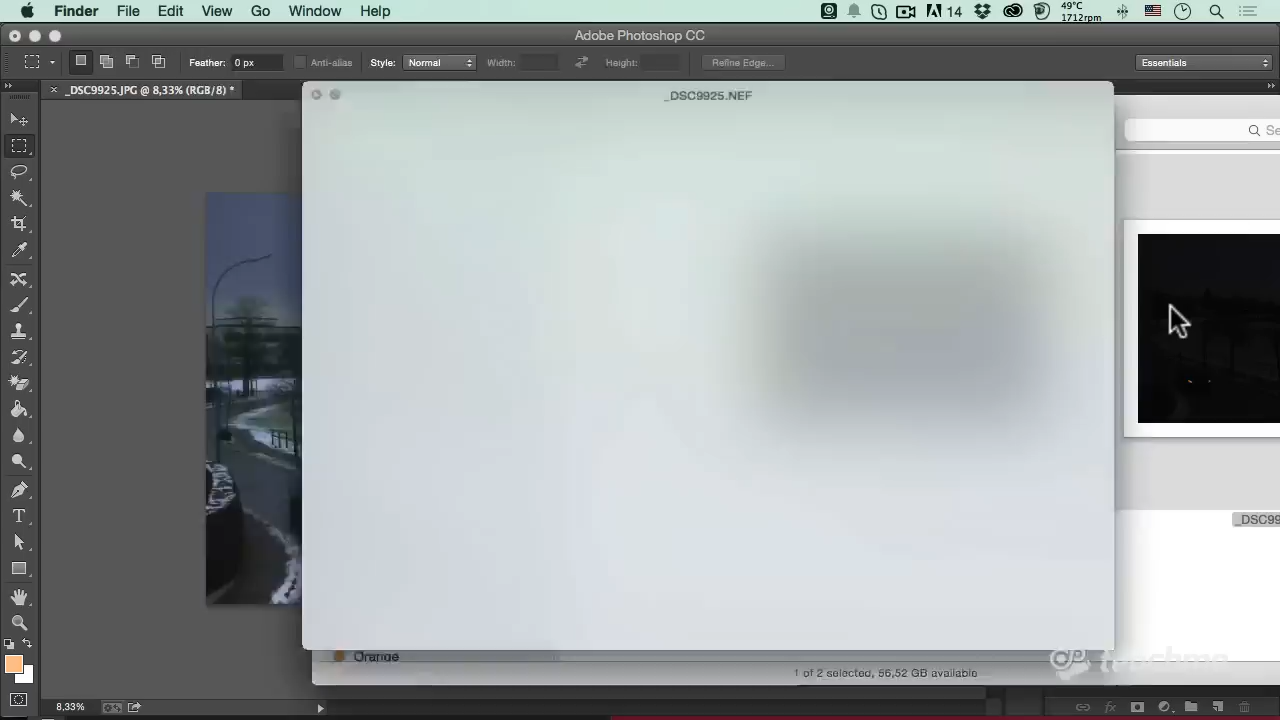 Finder File Edit View Go Window Help 14 49°C 1712rpm
Adobe Photoshop CC
Feather: 0 px Anti-alias Style: Normal Width: Height: Refine Edge... Essentials
_DSC9925.JPG @ 8,33% (RGB/8) *
_DSC9925.NEF
Se
_DSC99
Orange
1 of 2 selected, 56,52 GB available
8,33%